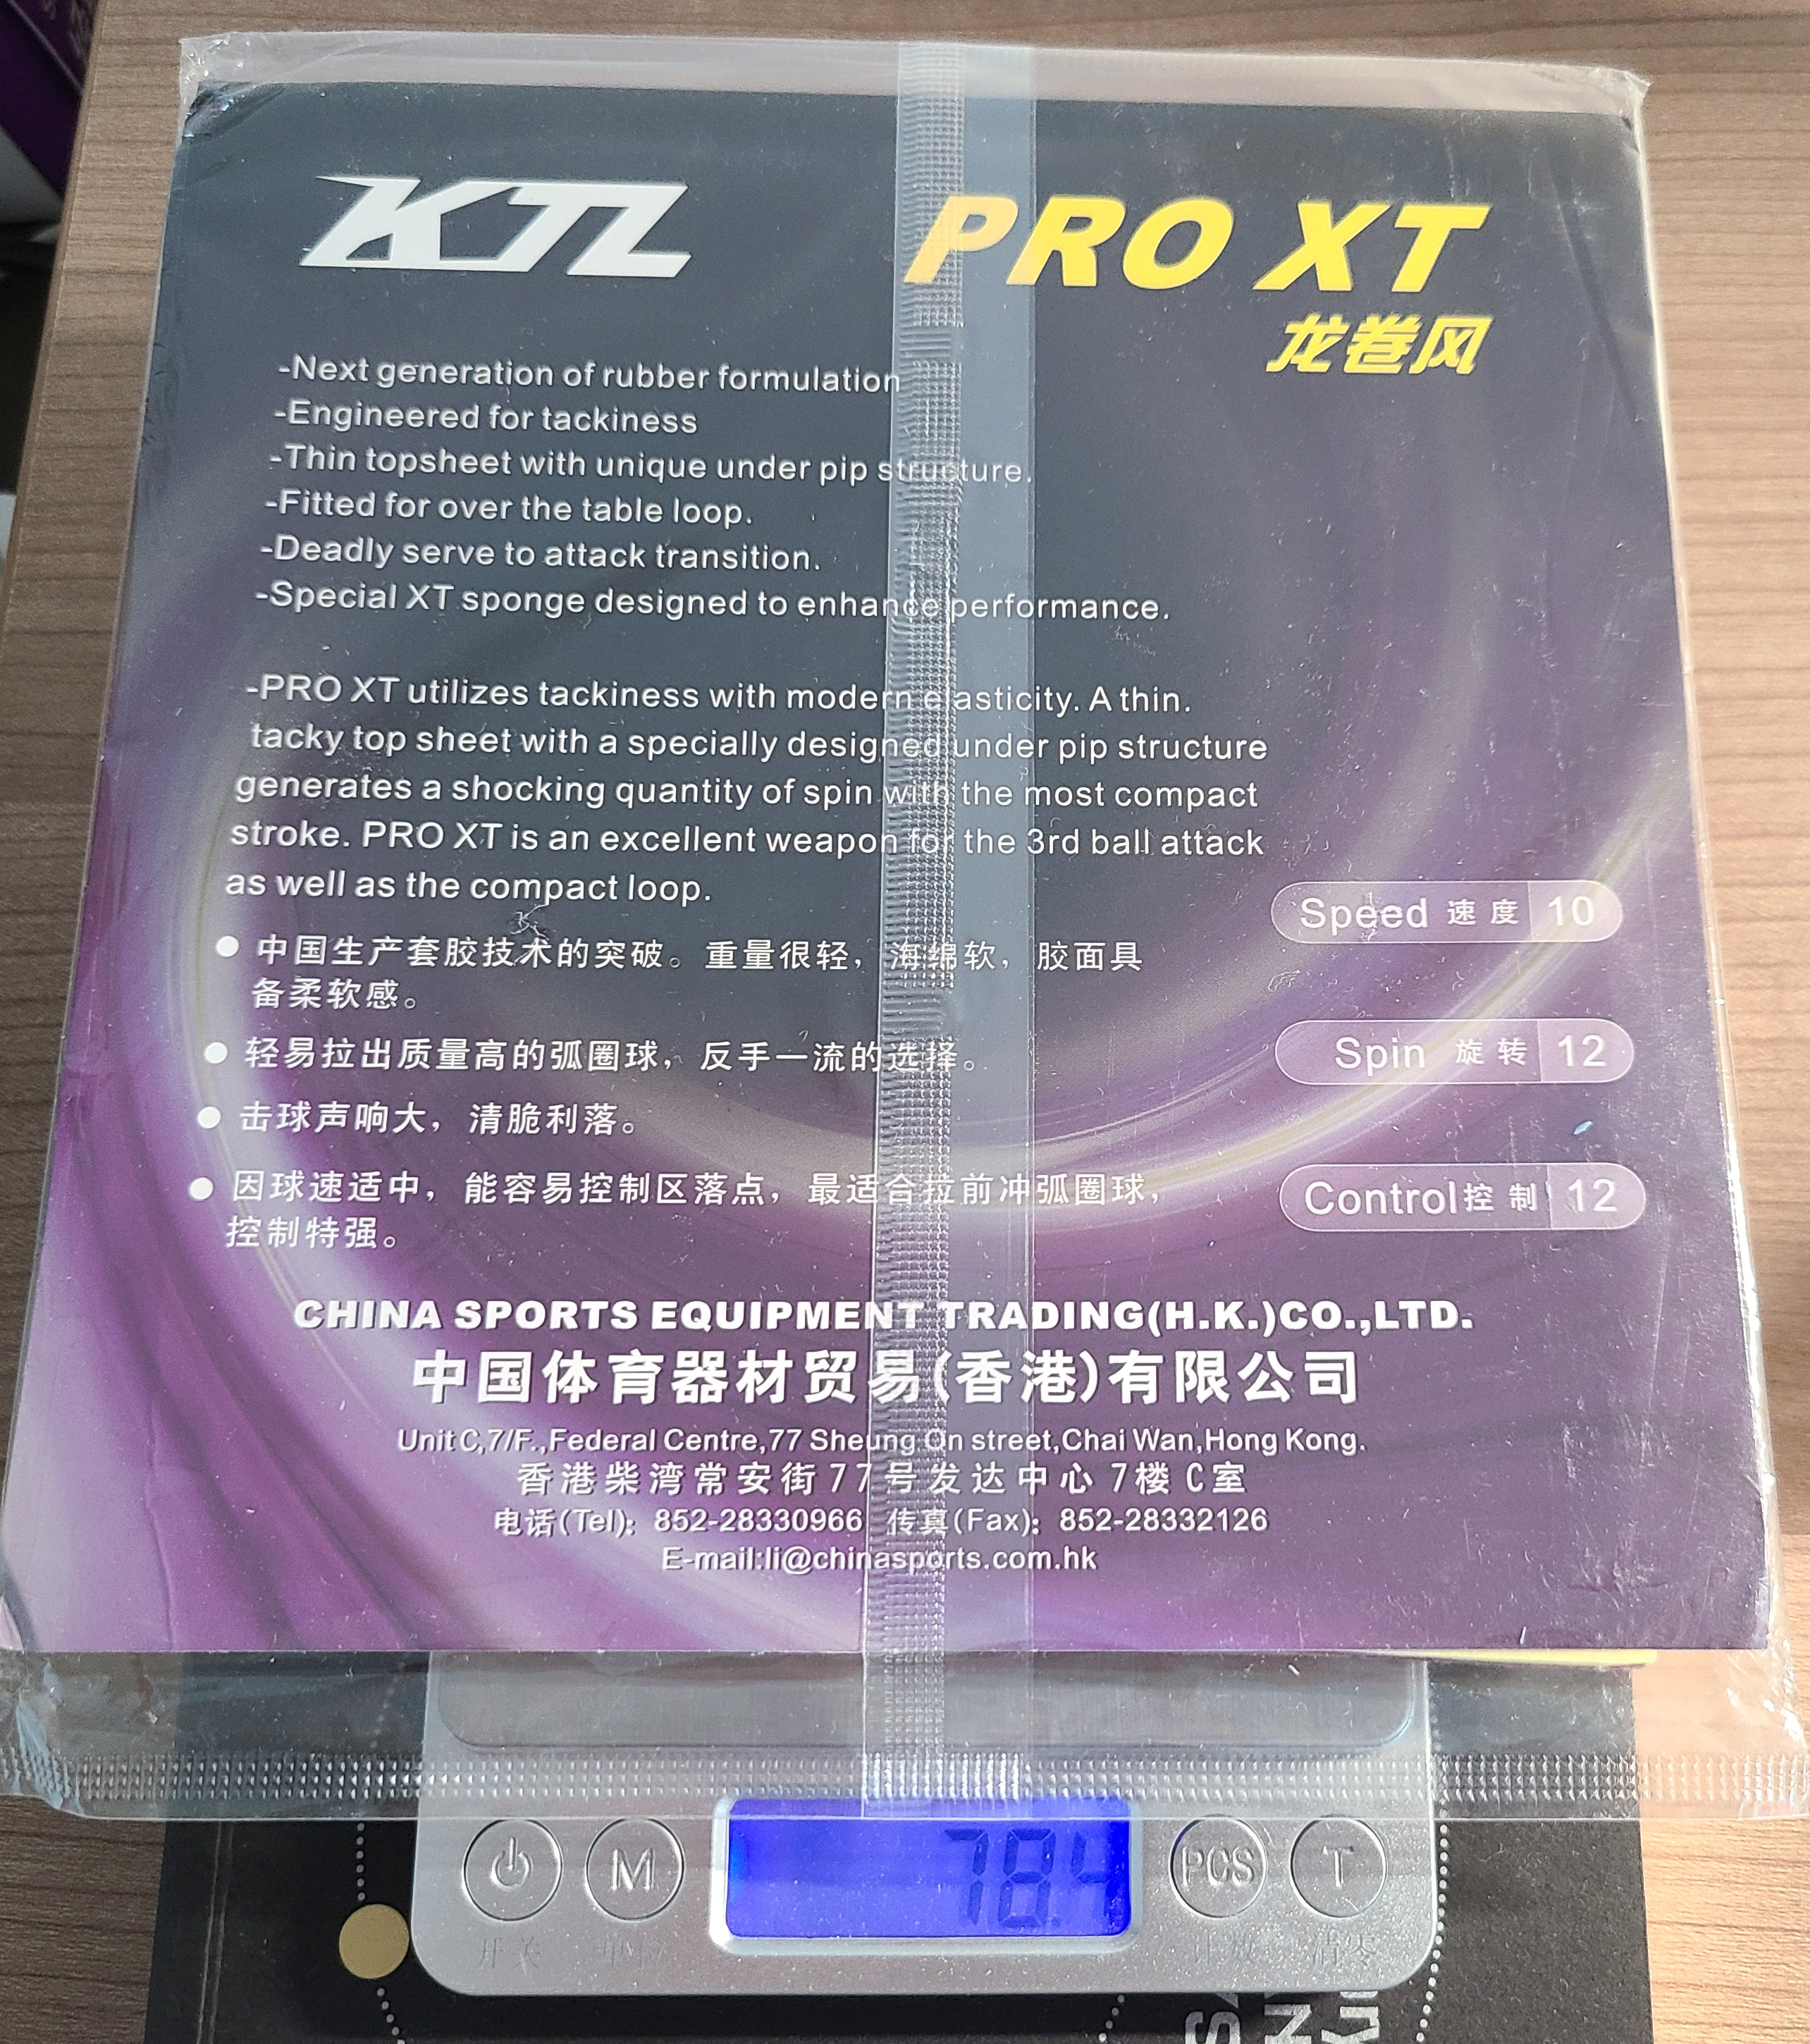 KTL
PRO XT
龙卷风
-Next generation of rubber formulation
-Engineered for tackiness
-Thin topsheet with unique under pip structure.
-Fitted for over the table loop.
-Deadly serve to attack transition.
-Special XT sponge designed to enhance performance.
-PRO XT utilizes tackiness with modern elasticity. A thin.
tacky top sheet with a specially designed under pip structure
generates a shocking quantity of spin with the most compact
stroke. PRO XT is an excellent weapon for the 3rd ball attack
as well as the compact loop.
● 中国生产套胶技术的突破。重量很轻，海绵软，胶面具
备柔软感。
● 轻易拉出质量高的弧圈球，反手一流的选择。
● 击球声响大，清脆利落。
● 因球速适中，能容易控制区落点，最适合拉前冲弧圈球，
控制特强。
Speed 速度 10
Spin 旋转 12
Control 控制 12
CHINA SPORTS EQUIPMENT TRADING(H.K.)CO.,LTD.
中国体育器材贸易(香港)有限公司
Unit C,7/F.,Federal Centre,77 Sheung On street,Chai Wan,Hong Kong.
香港柴湾常安街77号发达中心7楼C室
电话(Tel)：852-28330966 传真(Fax)：852-28332126
E-mail:li@chinasports.com.hk
78.4
M
PCS
T
开关
单位
计数
清零